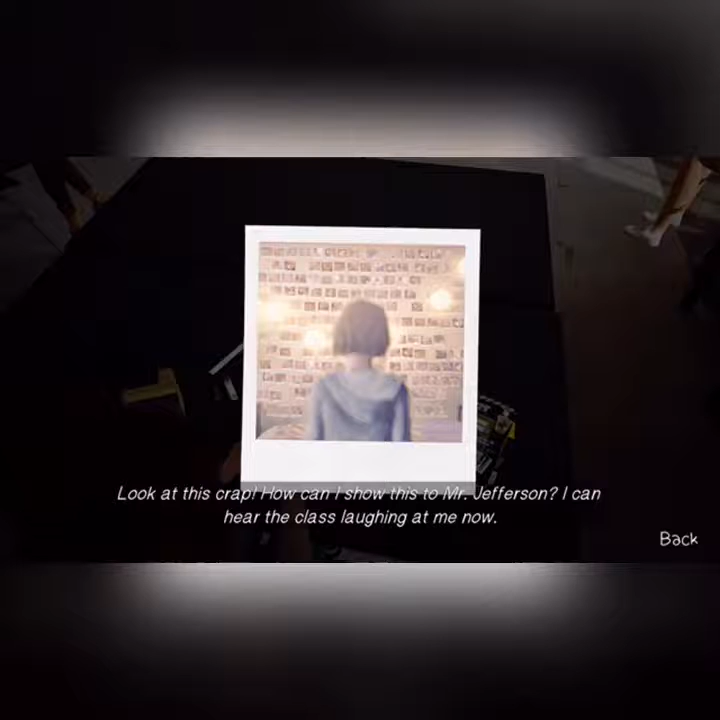 Look at this crap! How can I show this to Mr. Jefferson? I can
hear the class laughing at me now.
Back